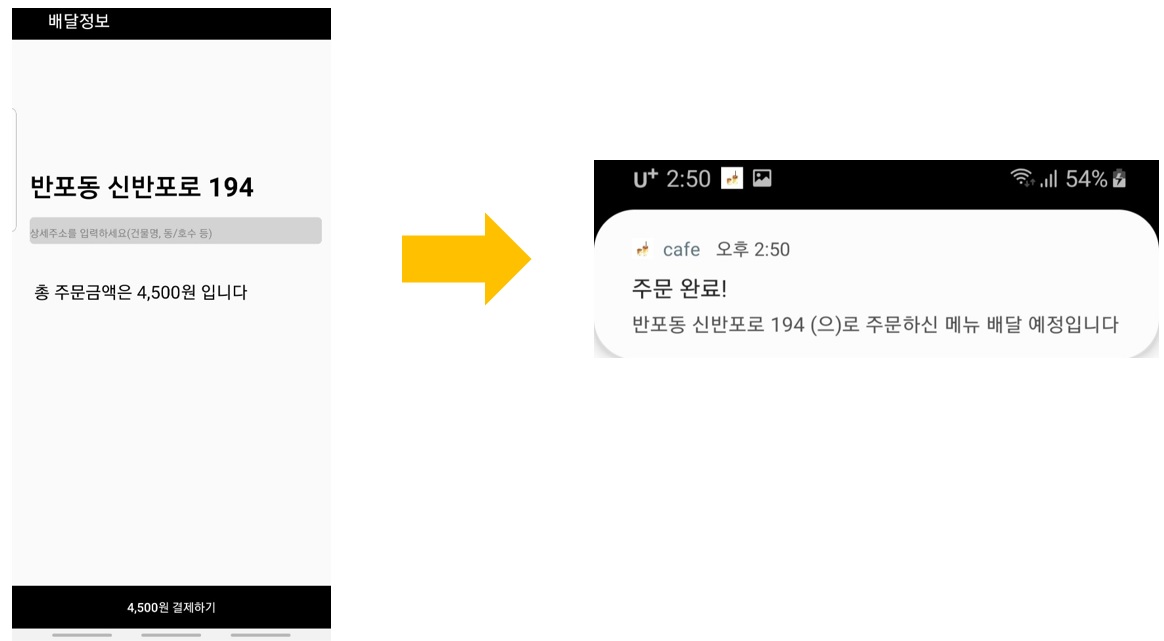 배달정보
반포동 신반포로 194
상세주소를 입력하세요(건물명, 동/호수 등)
총 주문금액은 4,500원 입니다
4,500원 결제하기
U+ 2:50 54%
cafe 오후 2:50
주문 완료!
반포동 신반포로 194 (으)로 주문하신 메뉴 배달 예정입니다